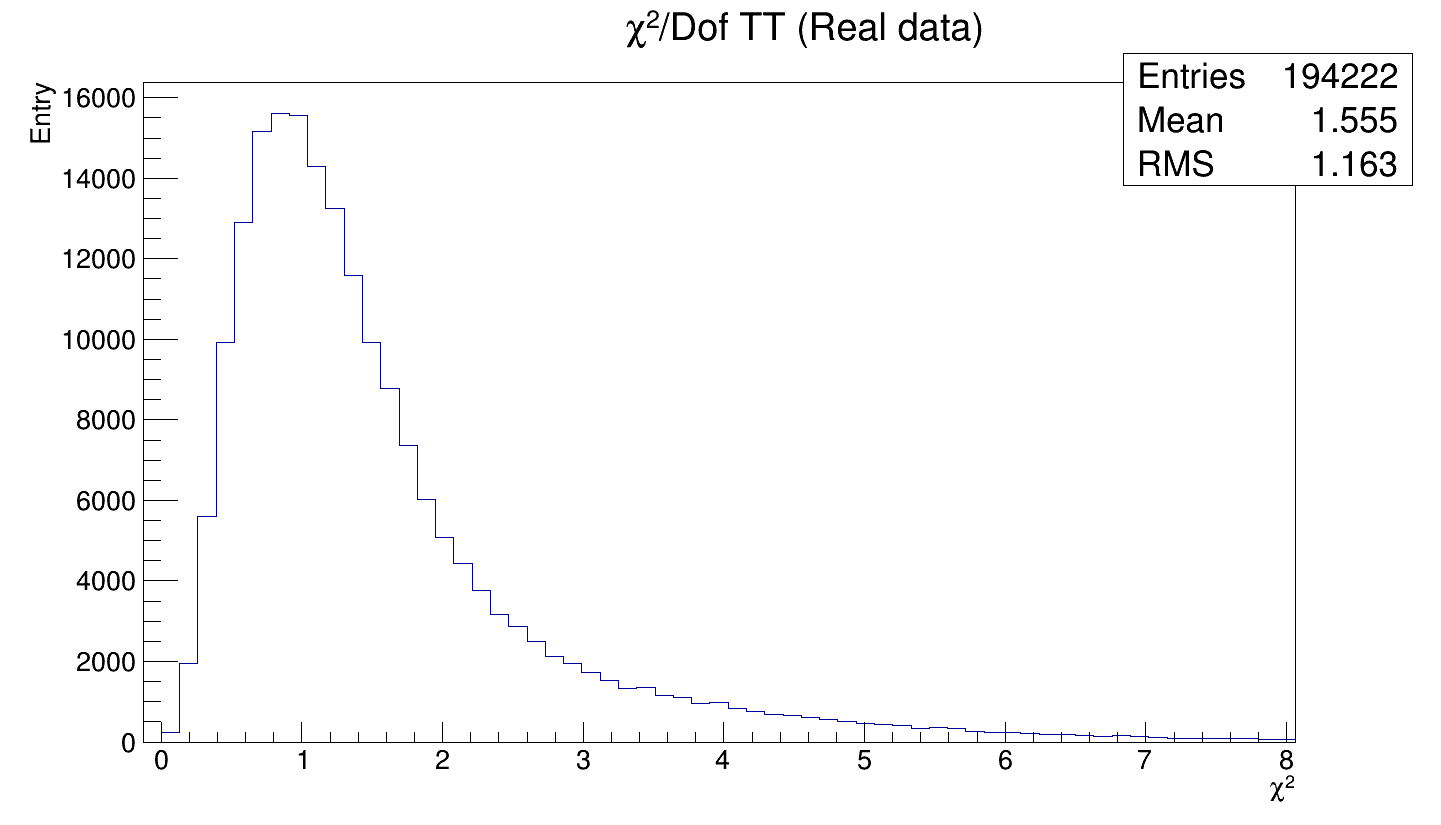 χ²/Dof TT (Real data)
Entries 194222
Mean 1.555
RMS 1.163
Entry
16000
14000
12000
10000
8000
6000
4000
2000
0
0 1 2 3 4 5 6 7 8
χ²